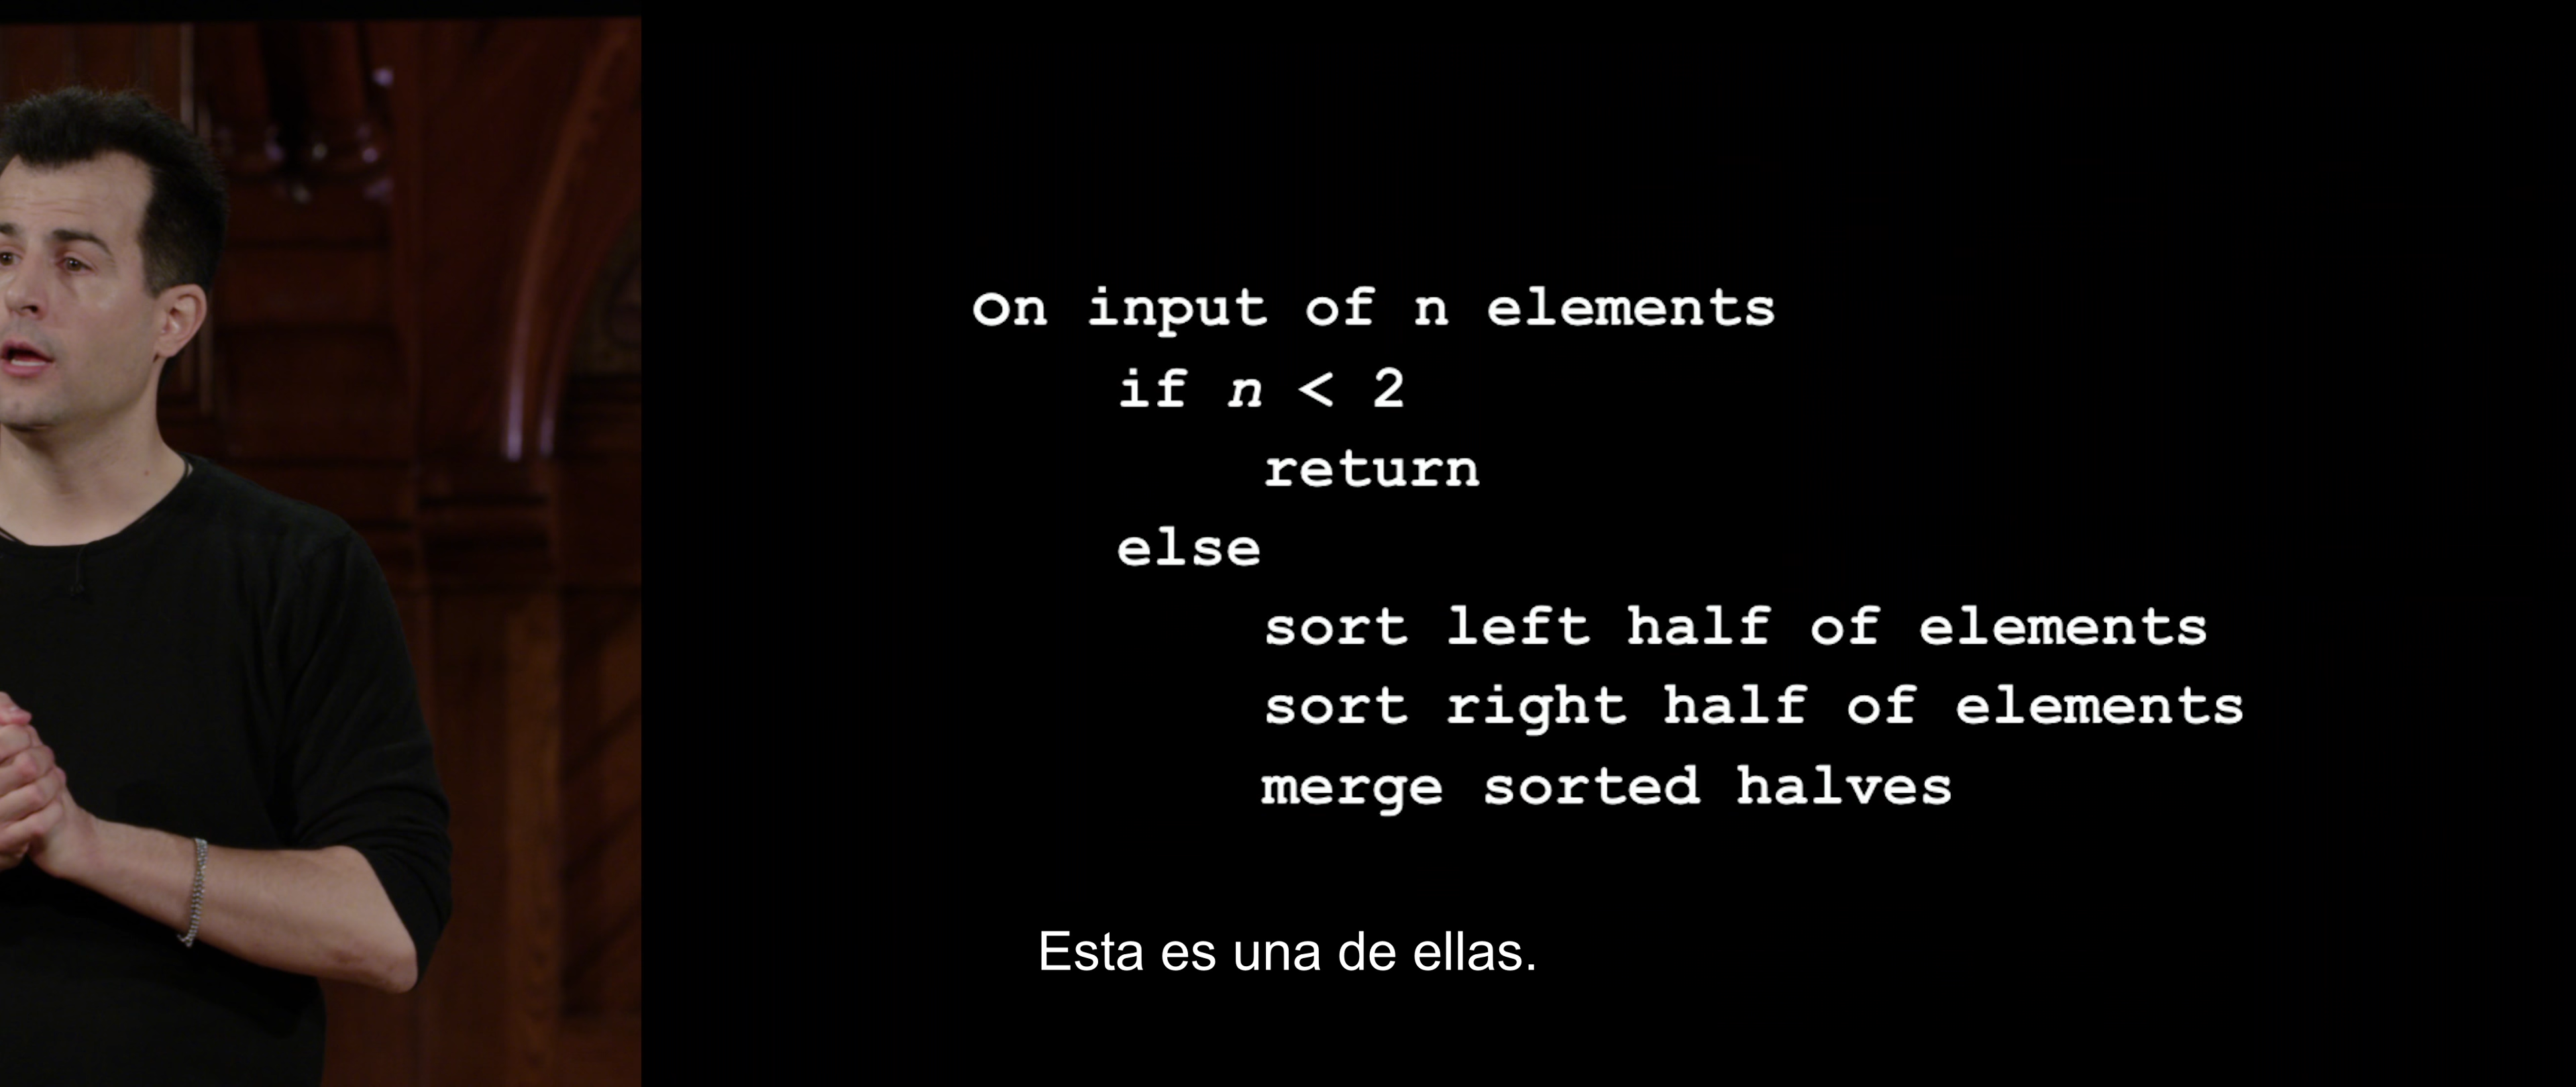 On input of n elements
if n < 2
return
else
sort left half of elements
sort right half of elements
merge sorted halves
Esta es una de ellas.